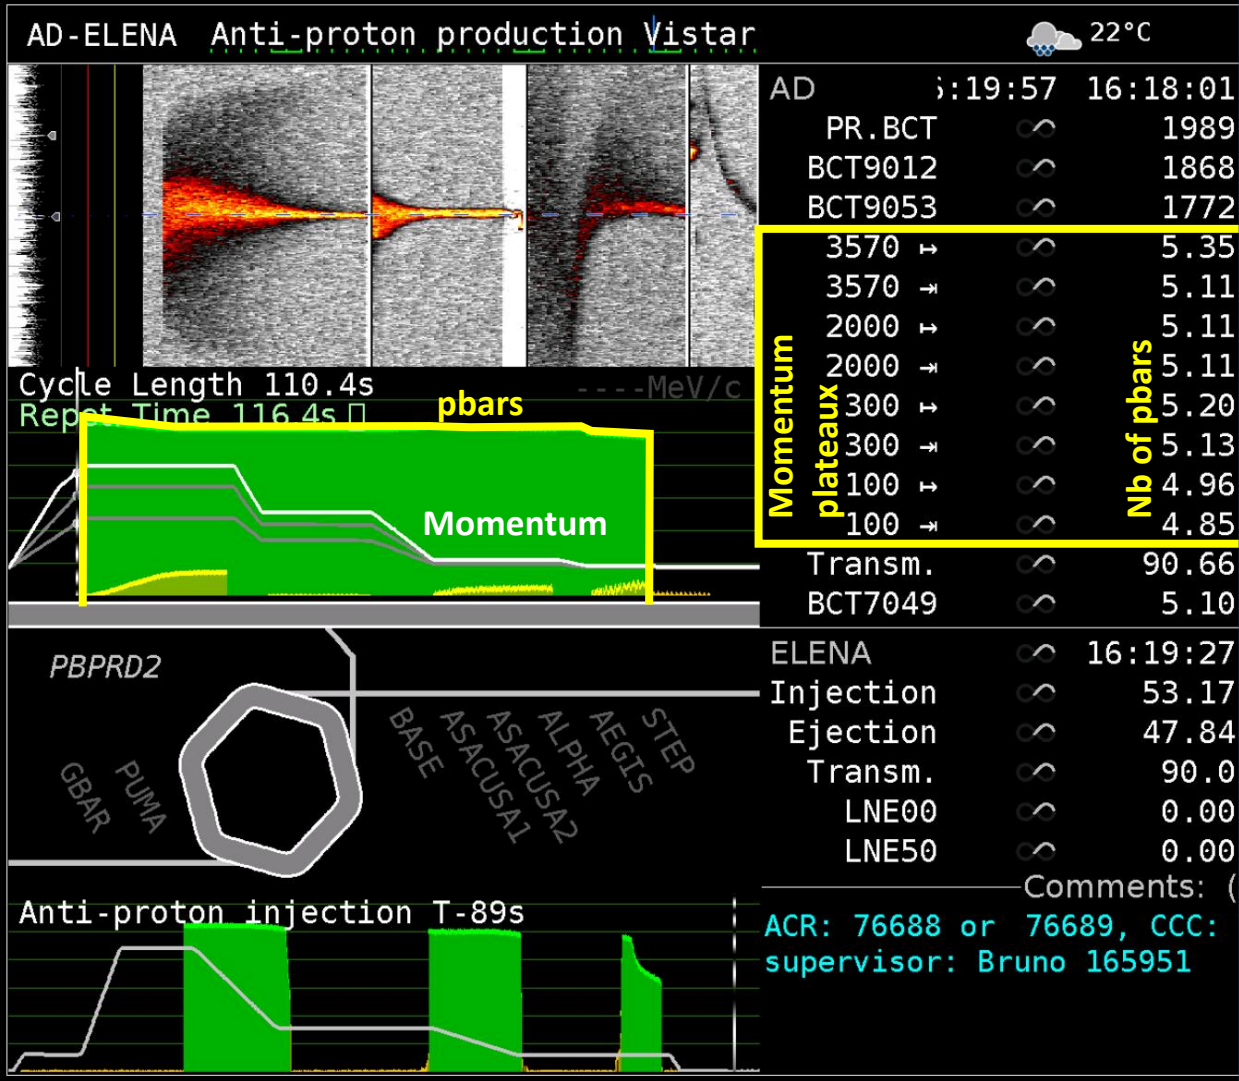 AD-ELENA Anti-proton production Vistar
22°C
AD :19:57 16:18:01
PR.BCT ∞ 1989
BCT9012 ∞ 1868
BCT9053 ∞ 1772
3570 ↦ ∞ 5.35
3570 ⇥ ∞ 5.11
2000 ↦ ∞ 5.11
2000 ⇥ ∞ 5.11
300 ↦ ∞ 5.20
300 ⇥ ∞ 5.13
100 ↦ ∞ 4.96
100 ⇥ ∞ 4.85
Transm. ∞ 90.66
BCT7049 ∞ 5.10
Momentum
plateaux
Nb of pbars
Cycle Length 110.4s
----MeV/c
Repet Time 116.4s
pbars
Momentum
PBPRD2
GBAR
PUMA
BASE
ASACUSA1
ASACUSA2
ALPHA
AEGIS
STEP
ELENA ∞ 16:19:27
Injection ∞ 53.17
Ejection ∞ 47.84
Transm. ∞ 90.0
LNE00 ∞ 0.00
LNE50 ∞ 0.00
Comments: (
ACR: 76688 or 76689, CCC:
supervisor: Bruno 165951
Anti-proton injection T-89s